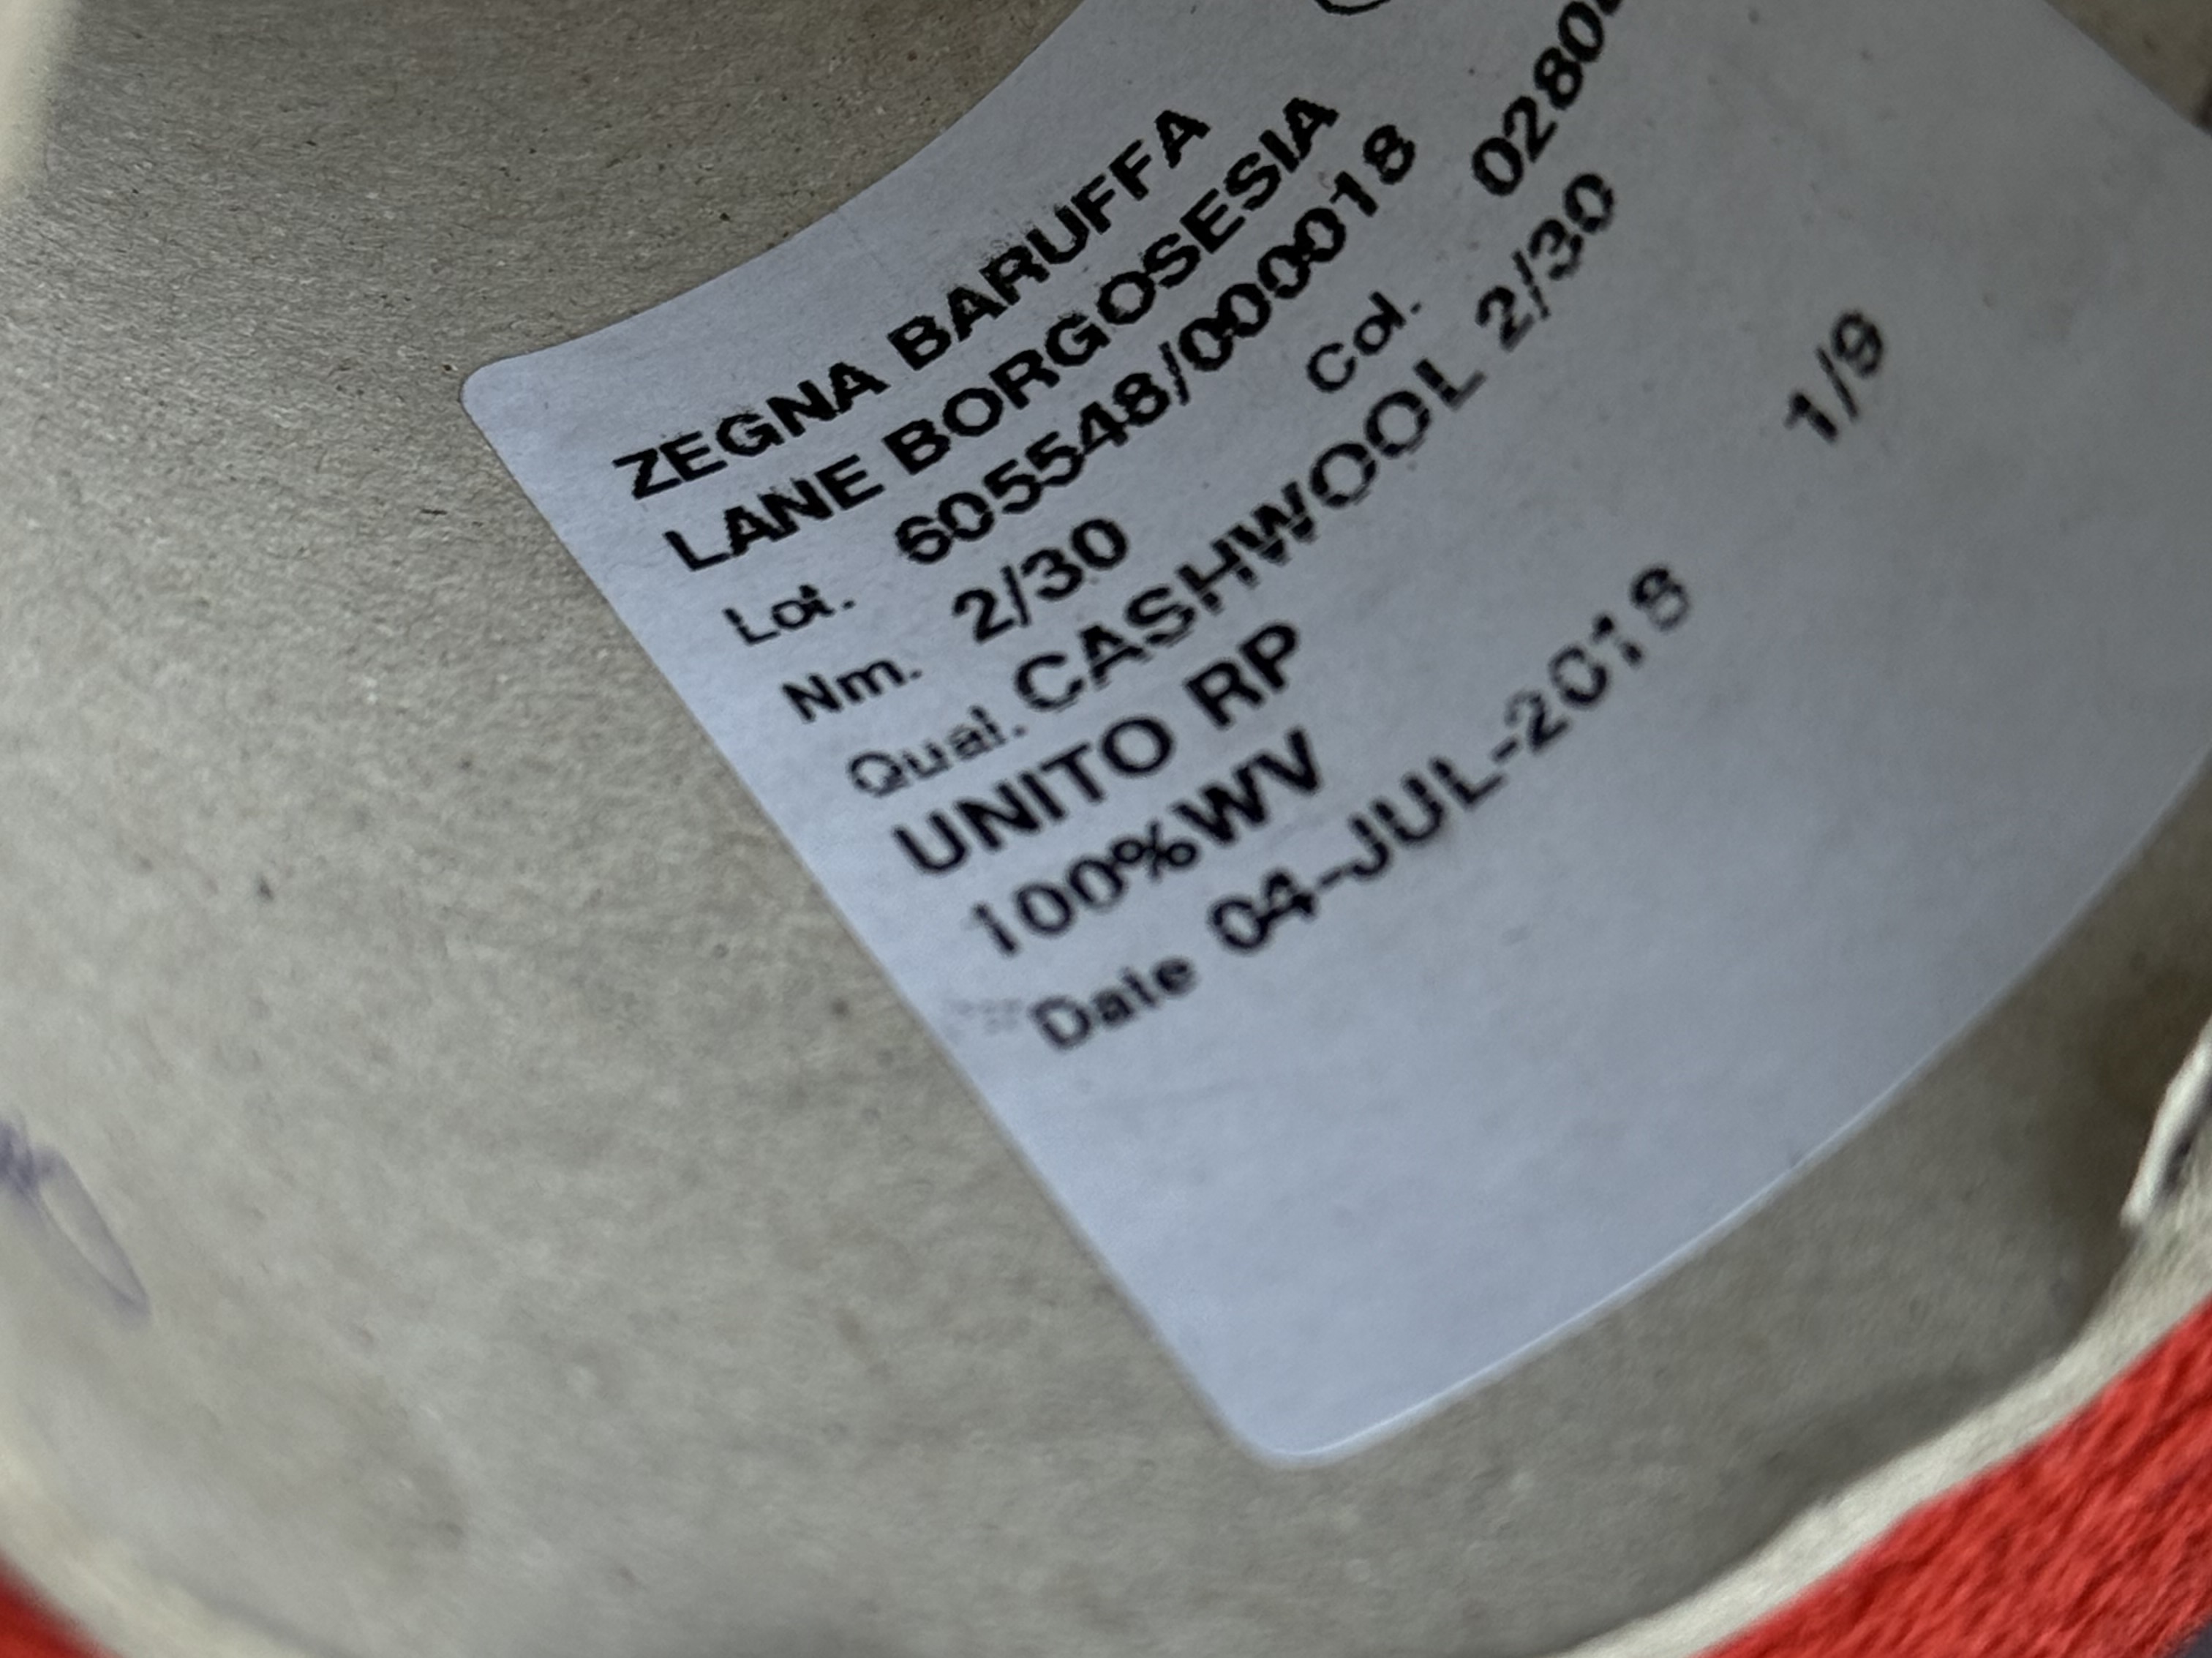 ZEGNA BARUFFA
LANE BORGOSESIA
Lot. 605548/000018
Nm. 2/30 Col. 0280
Qual. CASHWOOL 2/30
UNITO RP
100%WV 1/9
Date 04-JUL-2018